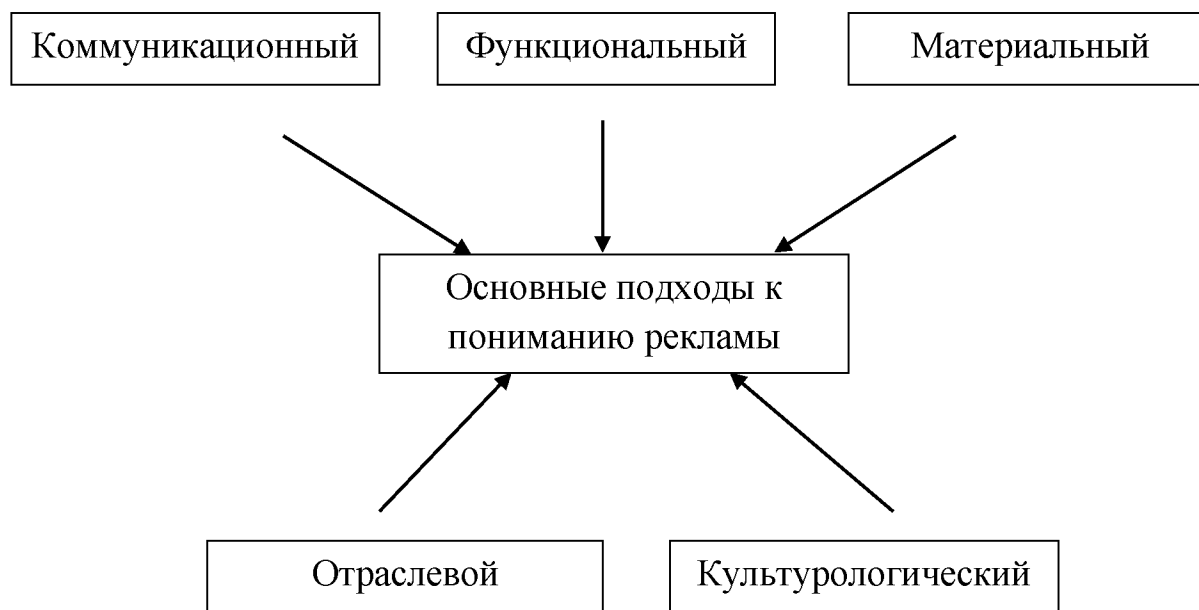 Коммуникационный
Функциональный
Материальный
Основные подходы к
пониманию рекламы
Отраслевой
Культурологический